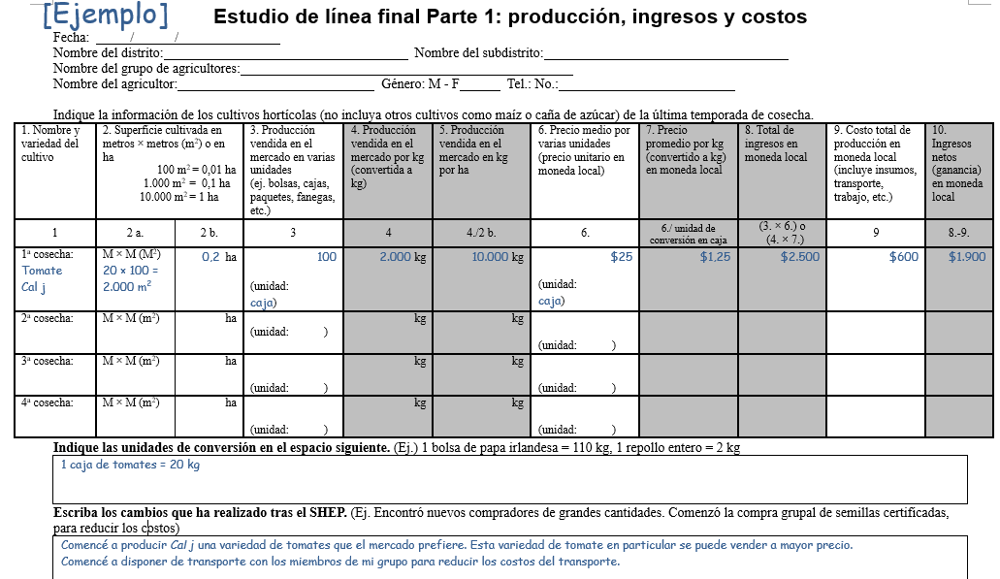 [Ejemplo]
Estudio de línea final Parte 1: producción, ingresos y costos
Fecha: ____/______/_______________
Nombre del distrito:____________________ Nombre del subdistrito:____________________
Nombre del grupo de agricultores:____________________
Nombre del agricultor:____________________ Género: M - F______ Tel.: No.:____________________
Indique la información de los cultivos hortícolas (no incluya otros cultivos como maíz o caña de azúcar) de la última temporada de cosecha.
1. Nombre y variedad del cultivo
2. Superficie cultivada en metros × metros (m²) o en ha
100 m² = 0,01 ha
1.000 m² = 0,1 ha
10.000 m² = 1 ha
3. Producción vendida en el mercado en varias unidades (ej. bolsas, cajas, paquetes, fanegas, etc.)
4. Producción vendida en el mercado por kg (convertida a kg)
5. Producción vendida en el mercado en kg por ha
6. Precio medio por varias unidades (precio unitario en moneda local)
7. Precio promedio por kg (convertido a kg) en moneda local
8. Total de ingresos en moneda local
9. Costo total de producción en moneda local (incluye insumos, transporte, trabajo, etc.)
10. Ingresos netos (ganancia) en moneda local
1 2 a. 2 b. 3 4 4./2 b. 6. 6./ unidad de conversión en caja (3. × 6.) o (4. × 7.) 9 8.-9.
1ª cosecha: M × M (M²) 0,2 ha 100 2.000 kg 10.000 kg $25 $1,25 $2.500 $600 $1.900
Tomate 20 × 100 =
Cal j 2.000 m² (unidad: caja) (unidad: caja)
2ª cosecha: M × M (m²) ha kg kg
(unidad: ) (unidad: )
3ª cosecha: M × M (m²) ha kg kg
(unidad: ) (unidad: )
4ª cosecha: M × M (m²) ha kg kg
(unidad: ) (unidad: )
Indique las unidades de conversión en el espacio siguiente. (Ej.) 1 bolsa de papa irlandesa = 110 kg, 1 repollo entero = 2 kg
1 caja de tomates = 20 kg
Escriba los cambios que ha realizado tras el SHEP. (Ej. Encontró nuevos compradores de grandes cantidades. Comenzó la compra grupal de semillas certificadas,
para reducir los costos)
Comencé a producir Cal j una variedad de tomates que el mercado prefiere. Esta variedad de tomate en particular se puede vender a mayor precio.
Comencé a disponer de transporte con los miembros de mi grupo para reducir los costos del transporte.